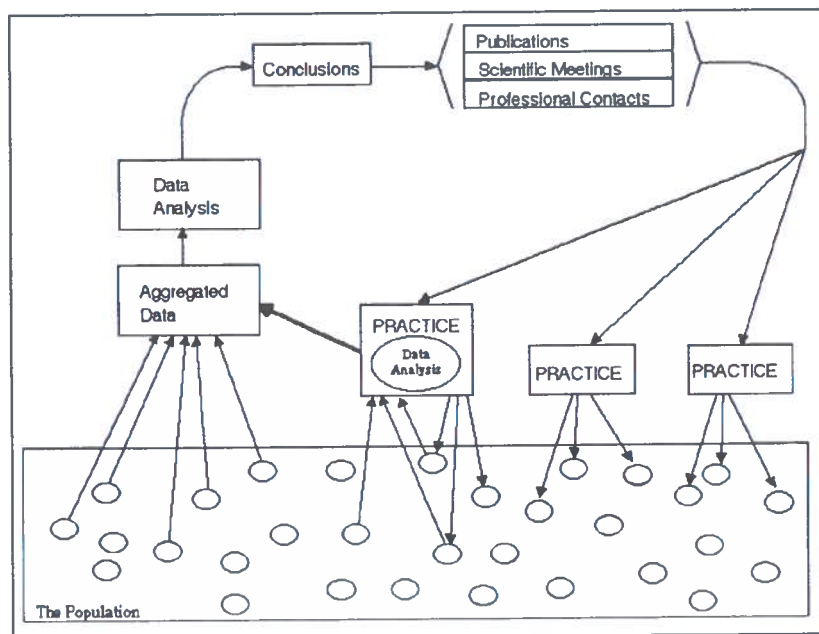 Publications
Conclusions
Scientific Meetings
Professional Contacts
Data
Analysis
Aggregated
Data
PRACTICE
Data
Analysis
PRACTICE
PRACTICE
The Population